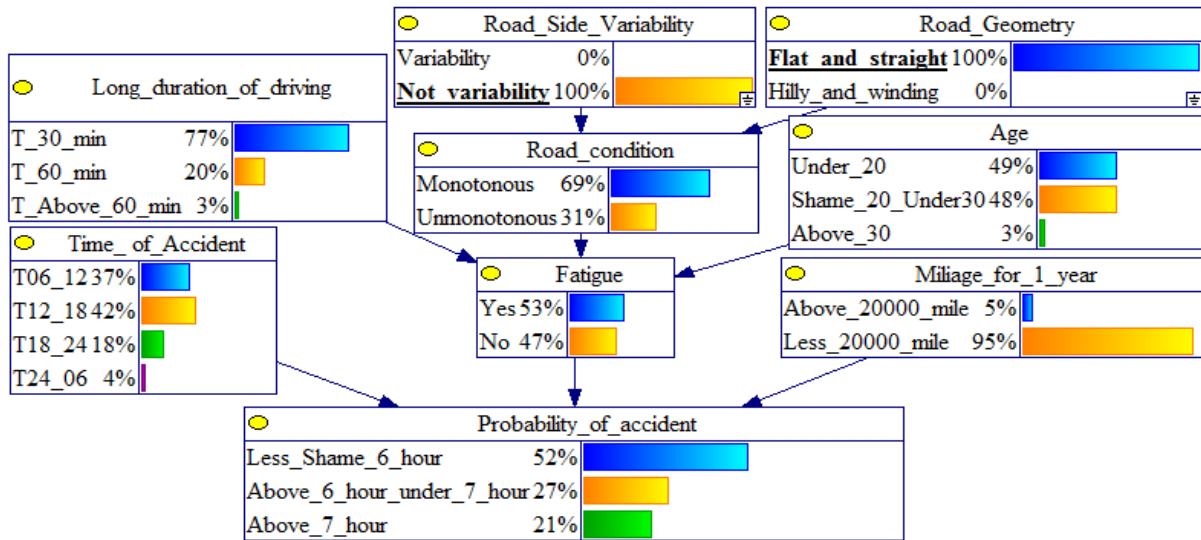 Road_Side_Variability
Variability 0%
Not_variability 100%
Road_Geometry
Flat_and_straight 100%
Hilly_and_winding 0%
Long_duration_of_driving
T_30_min 77%
T_60_min 20%
T_Above_60_min 3%
Road_condition
Monotonous 69%
Unmonotonous 31%
Age
Under_20 49%
Shame_20_Under30 48%
Above_30 3%
Time_ of_Accident
T06_12 37%
T12_18 42%
T18_24 18%
T24_06 4%
Fatigue
Yes 53%
No 47%
Miliage_for_1_year
Above_20000_mile 5%
Less_20000_mile 95%
Probability_of_accident
Less_Shame_6_hour 52%
Above_6_hour_under_7_hour 27%
Above_7_hour 21%